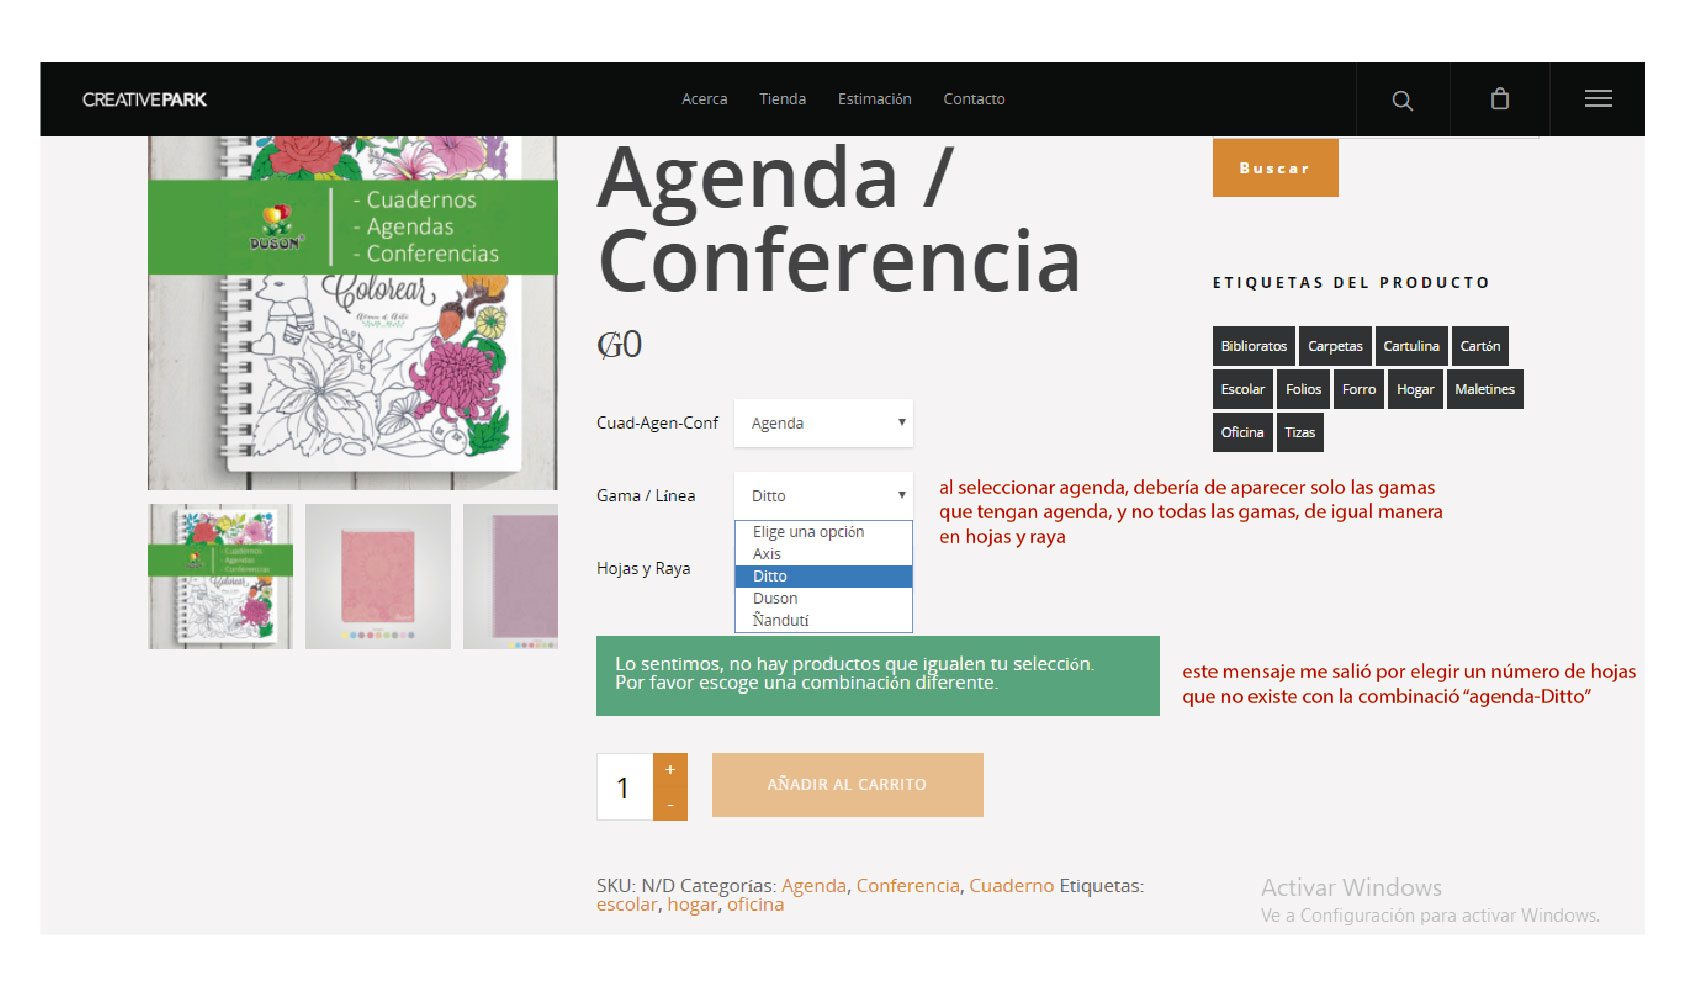 CREATIVEPARK
Acerca Tienda Estimación Contacto
- Cuadernos
- Agendas
- Conferencias
DUSON
Colorear
Agenda /
Conferencia
₲0
Cuad-Agen-Conf Agenda
Gama / Línea Ditto
Elige una opción
Axis
Ditto
Duson
Ñandutí
Hojas y Raya
al seleccionar agenda, debería de aparecer solo las gamas
que tengan agenda, y no todas las gamas, de igual manera
en hojas y raya
Lo sentimos, no hay productos que igualen tu selección.
Por favor escoge una combinación diferente.
este mensaje me salió por elegir un número de hojas
que no existe con la combinació “agenda-Ditto”
1 + -
AÑADIR AL CARRITO
SKU: N/D Categorías: Agenda, Conferencia, Cuaderno Etiquetas:
escolar, hogar, oficina
Buscar
ETIQUETAS DEL PRODUCTO
Biblioratos Carpetas Cartulina Cartón
Escolar Folios Forro Hogar Maletines
Oficina Tizas
Activar Windows
Ve a Configuración para activar Windows.